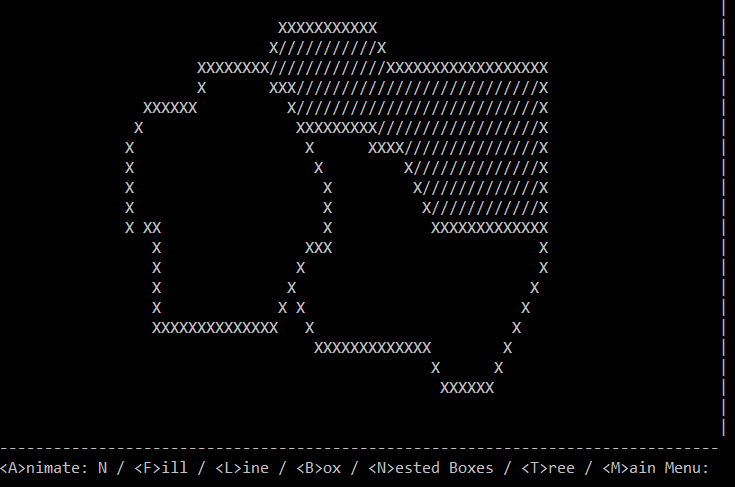 <A>nimate: N / <F>ill / <L>ine / <B>ox / <N>ested Boxes / <T>ree / <M>ain Menu: